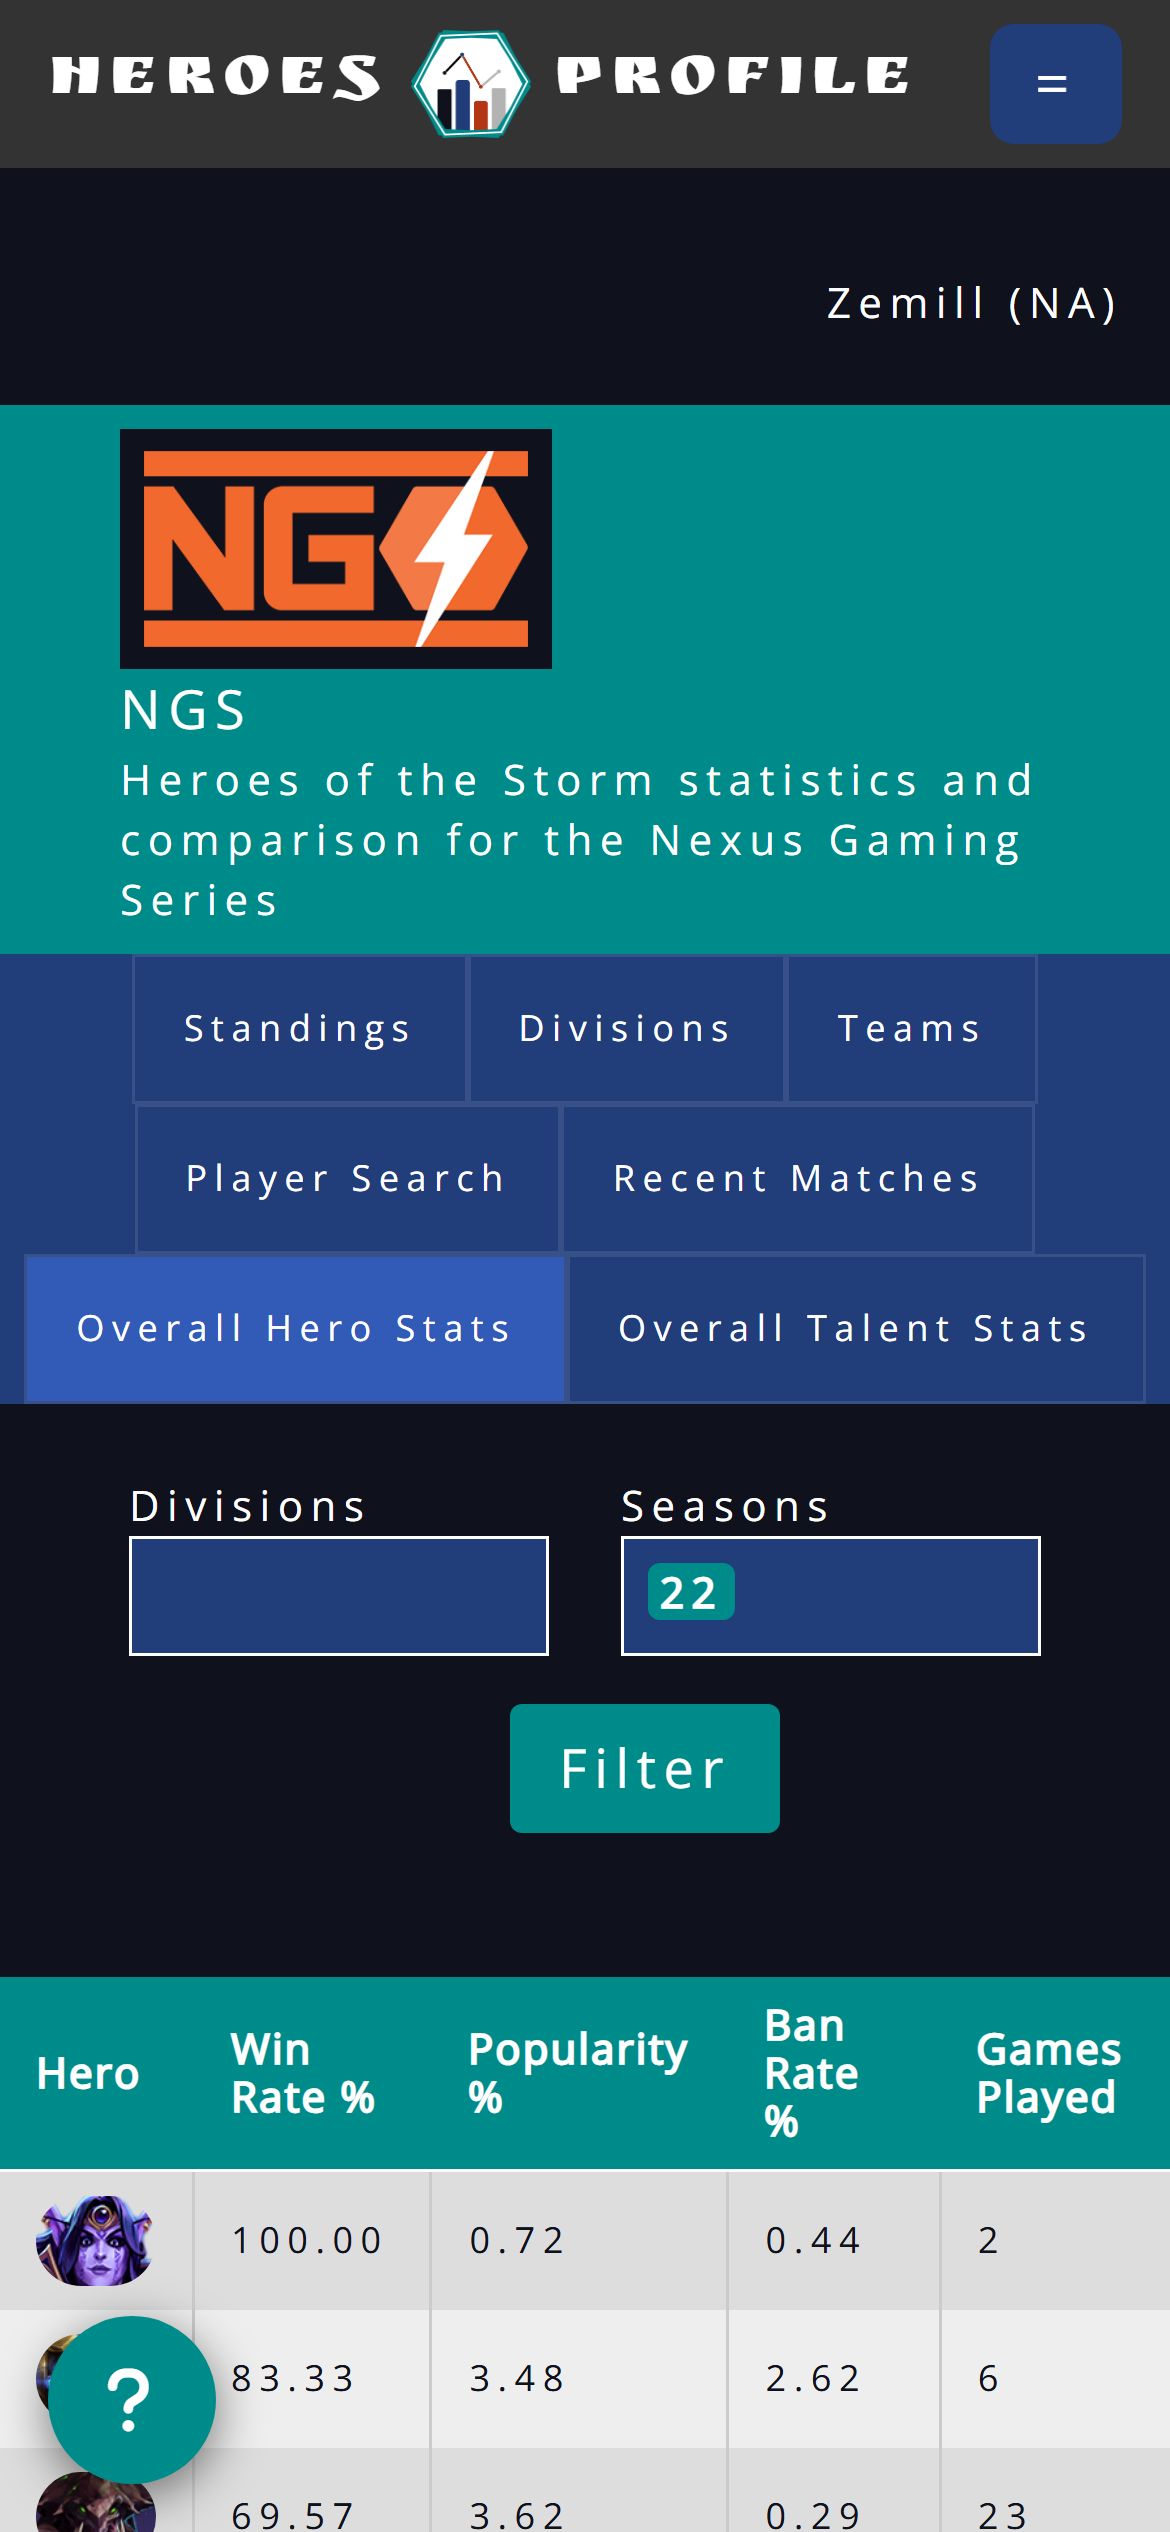 HEROES PROFILE
=
Zemill (NA)
NGS
NGS
Heroes of the Storm statistics and
comparison for the Nexus Gaming
Series
Standings Divisions Teams
Player Search Recent Matches
Overall Hero Stats Overall Talent Stats
Divisions Seasons
22
Filter
Hero Win Rate % Popularity % Ban Rate % Games Played
100.00 0.72 0.44 2
83.33 3.48 2.62 6
?
69.57 3.62 0.29 23